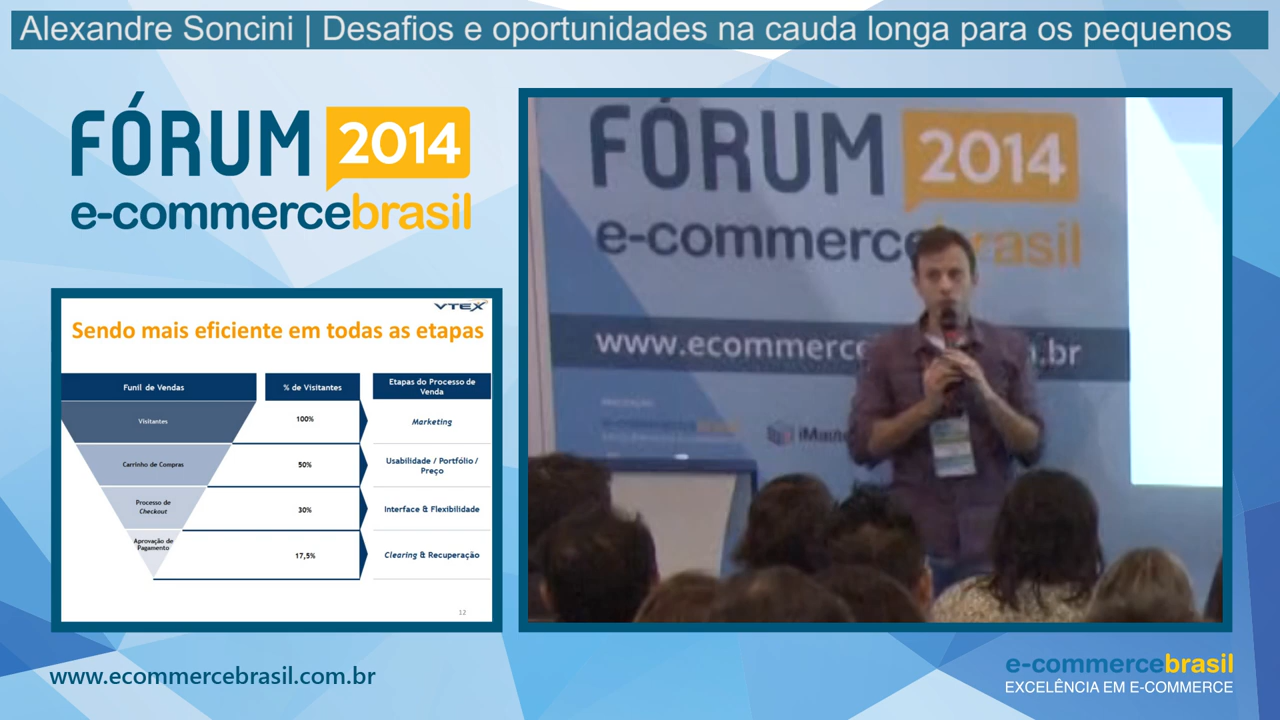 Alexandre Soncini | Desafios e oportunidades na cauda longa para os pequenos
FÓRUM 2014
e-commercebrasil
VTEX
Sendo mais eficiente em todas as etapas
Funil de Vendas
% de Visitantes
Etapas do Processo de
Venda
Visitantes
100%
Marketing
Carrinho de Compras
50%
Usabilidade / Portfólio /
Preço
Processo de
Checkout
30%
Interface & Flexibilidade
Aprovação de
Pagamento
17,5%
Clearing & Recuperação
12
FÓRUM 2014
e-commerce rasil
www.ecommerce .br
www.ecommercebrasil.com.br
e-commercebrasil
EXCELÊNCIA EM E-COMMERCE